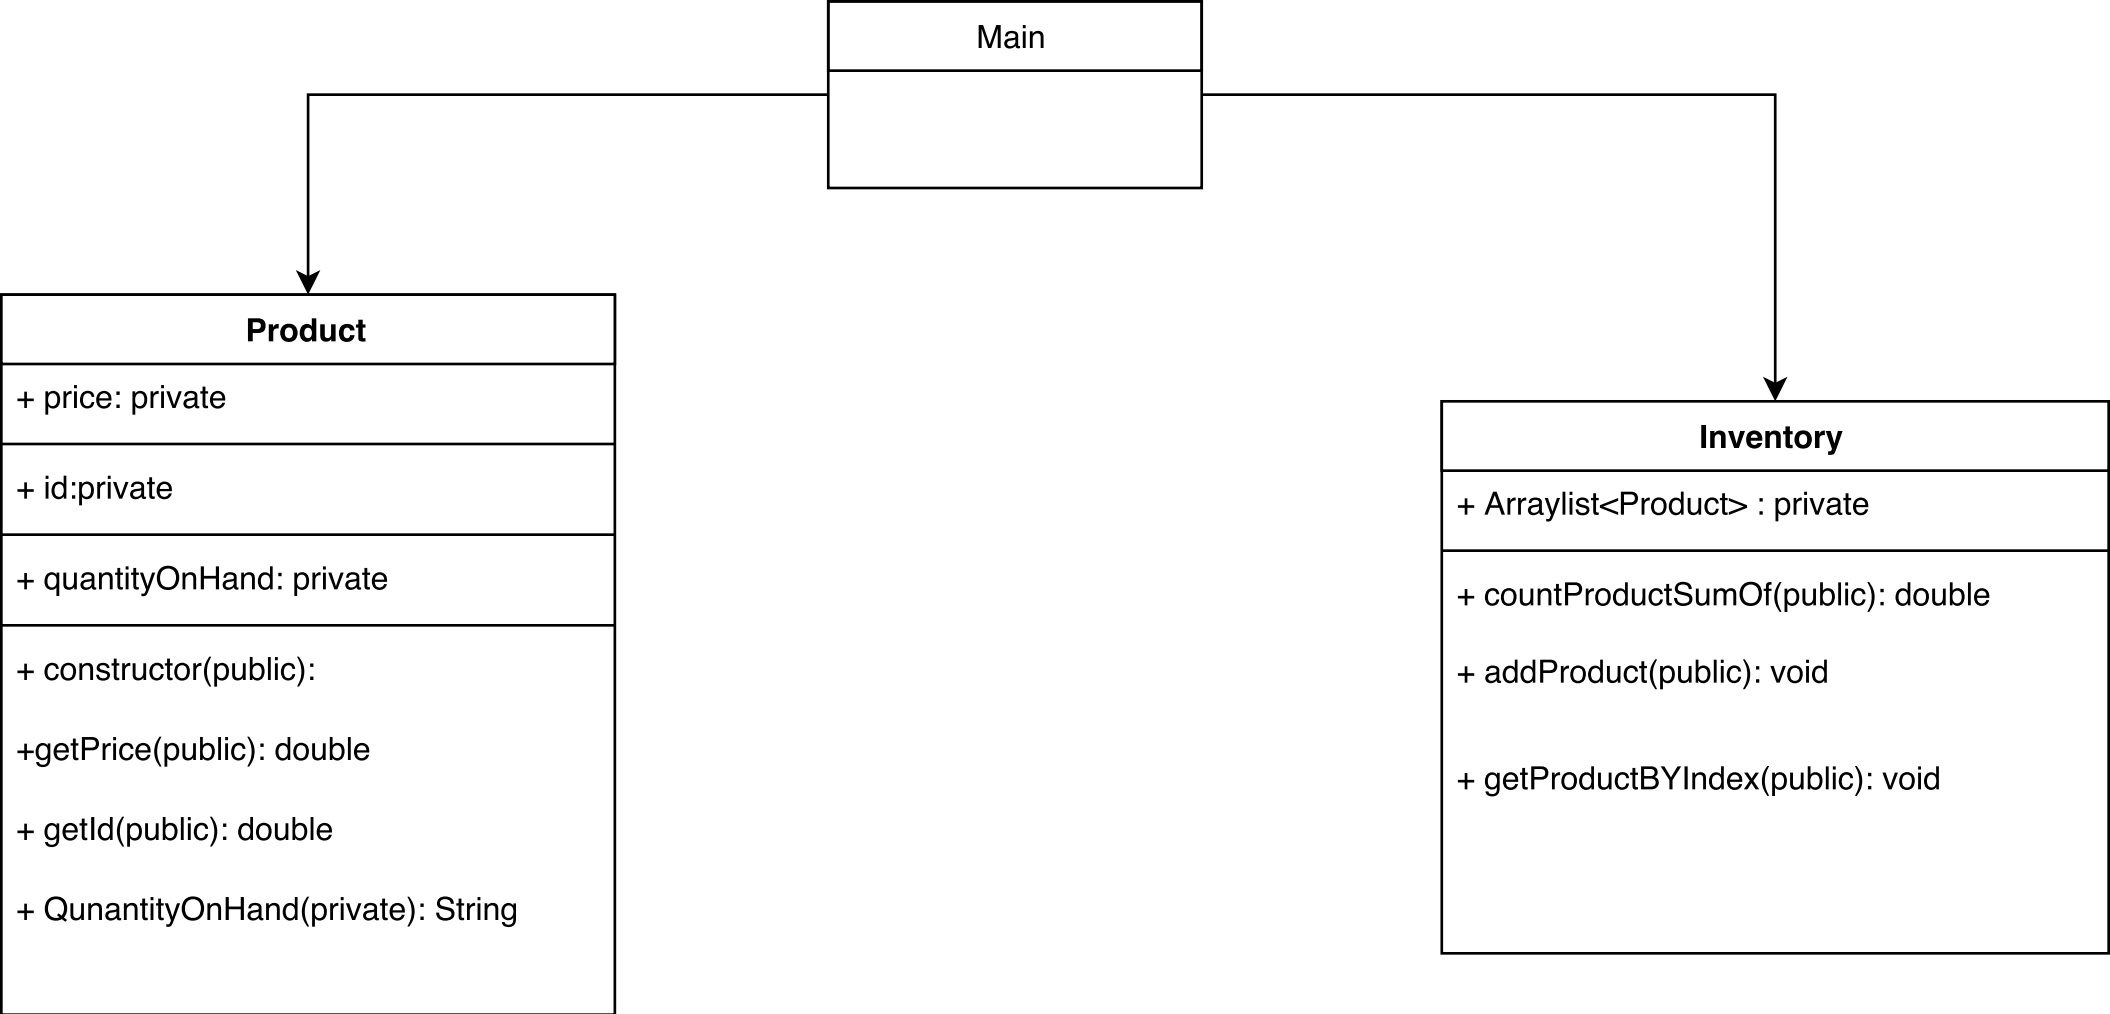 Main
Product
+ price: private
+ id:private
+ quantityOnHand: private
+ constructor(public):
+getPrice(public): double
+ getId(public): double
+ QunantityOnHand(private): String
Inventory
+ Arraylist<Product> : private
+ countProductSumOf(public): double
+ addProduct(public): void
+ getProductBYIndex(public): void